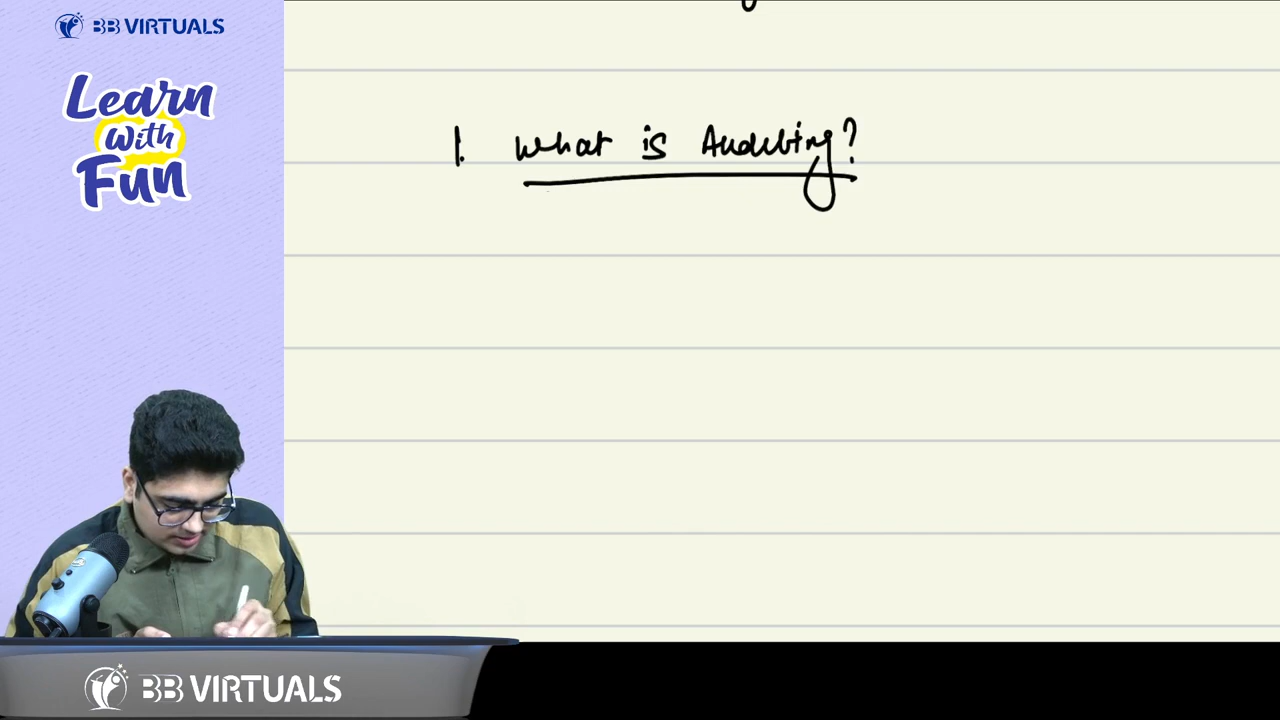 BB VIRTUALS
Learn
With
Fun
1. What is Auditing?
BB VIRTUALS